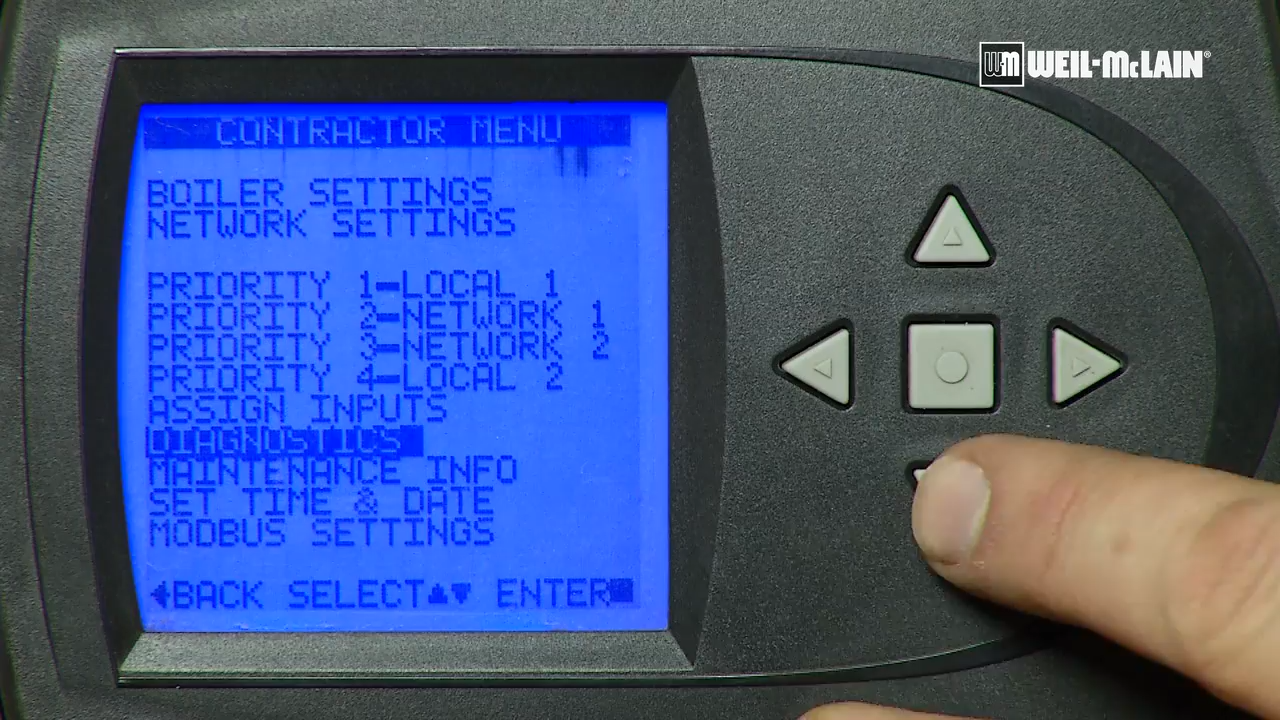 WM WEIL-McLAIN®
CONTRACTOR MENU
BOILER SETTINGS
NETWORK SETTINGS
PRIORITY 1-LOCAL 1
PRIORITY 2-NETWORK 1
PRIORITY 3-NETWORK 2
PRIORITY 4-LOCAL 2
ASSIGN INPUTS
DIAGNOSTICS
MAINTENANCE INFO
SET TIME & DATE
MODBUS SETTINGS
◀BACK SELECT▲▼ ENTER■